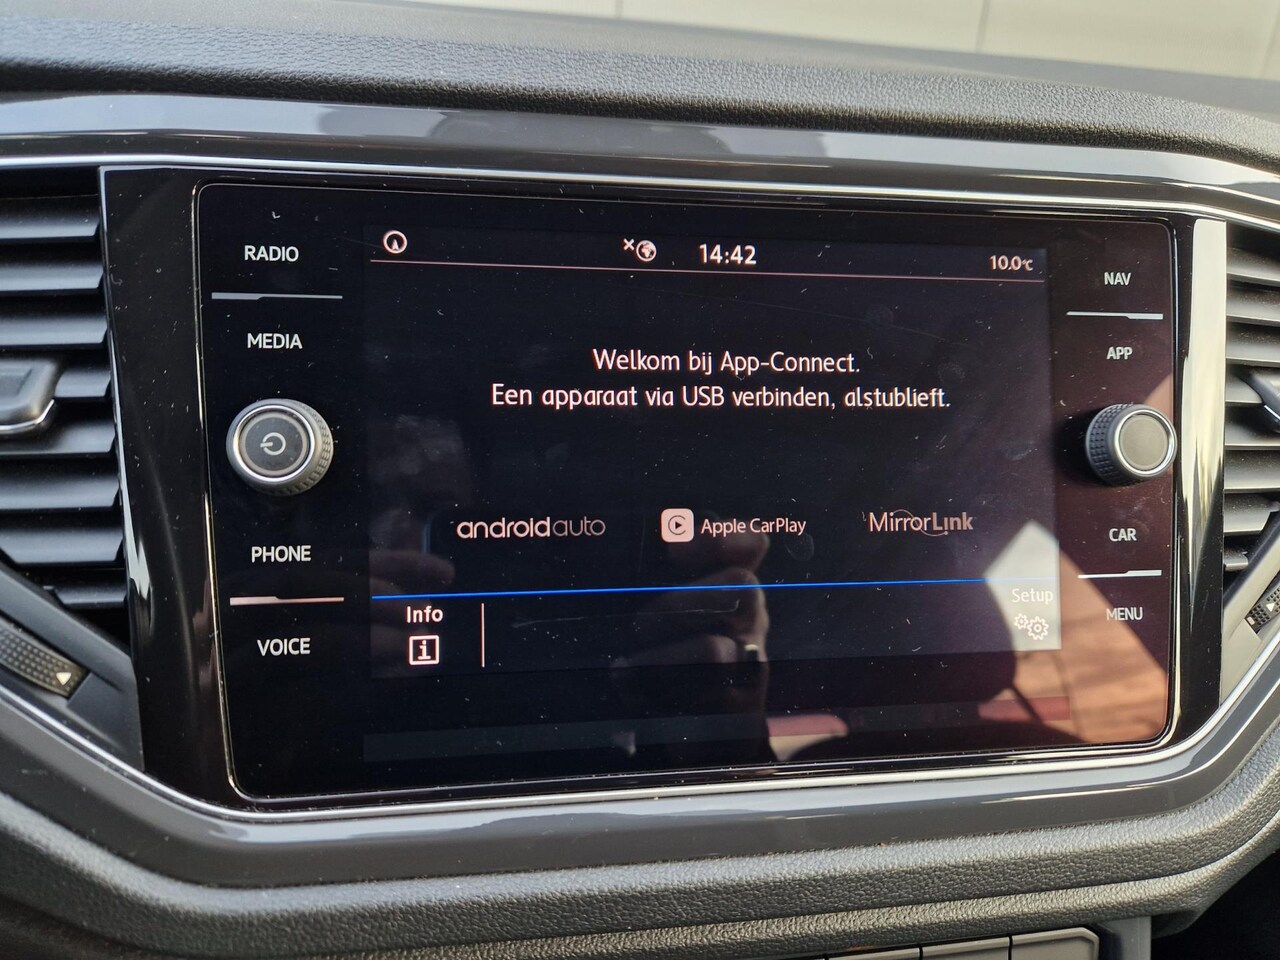 RADIO
MEDIA
PHONE
VOICE
14:42
10.0°C
Welkom bij App-Connect.
Een apparaat via USB verbinden, alstublieft.
androidauto
Apple CarPlay
MirrorLink
Info
i
Setup
NAV
APP
CAR
MENU